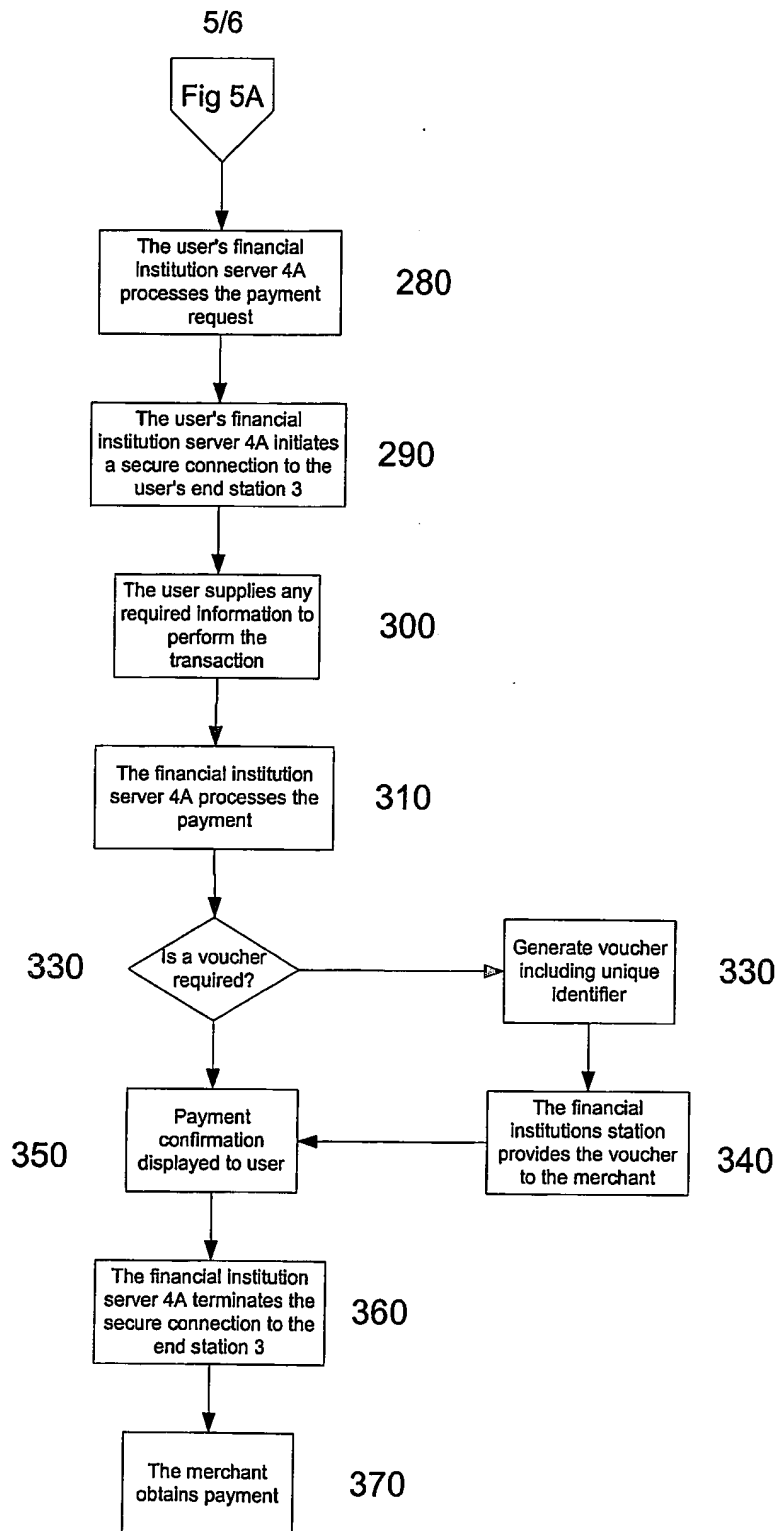 5/6
Fig 5A
The user's financial
institution server 4A
processes the payment
request
280
The user's financial
institution server 4A initiates
a secure connection to the
user's end station 3
290
The user supplies any
required information to
perform the
transaction
300
The financial institution
server 4A processes the
payment
310
330
Is a voucher
required?
Generate voucher
including unique
identifier
330
350
Payment
confirmation
displayed to user
The financial
institutions station
provides the voucher
to the merchant
340
The financial institution
server 4A terminates the
secure connection to the
end station 3
360
The merchant
obtains payment
370